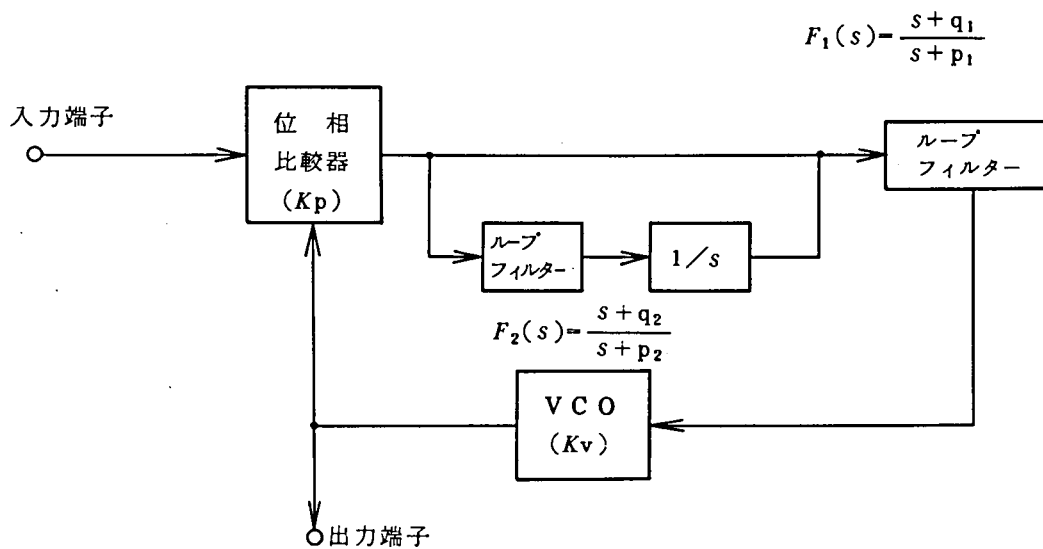 F₁(s)= (s+q₁)/(s+p₁)
入力端子
位 相
比較器
(Kp)
ループ
フィルター
ループ
フィルター
1/s
F₂(s)= (s+q₂)/(s+p₂)
VCO
(Kv)
出力端子